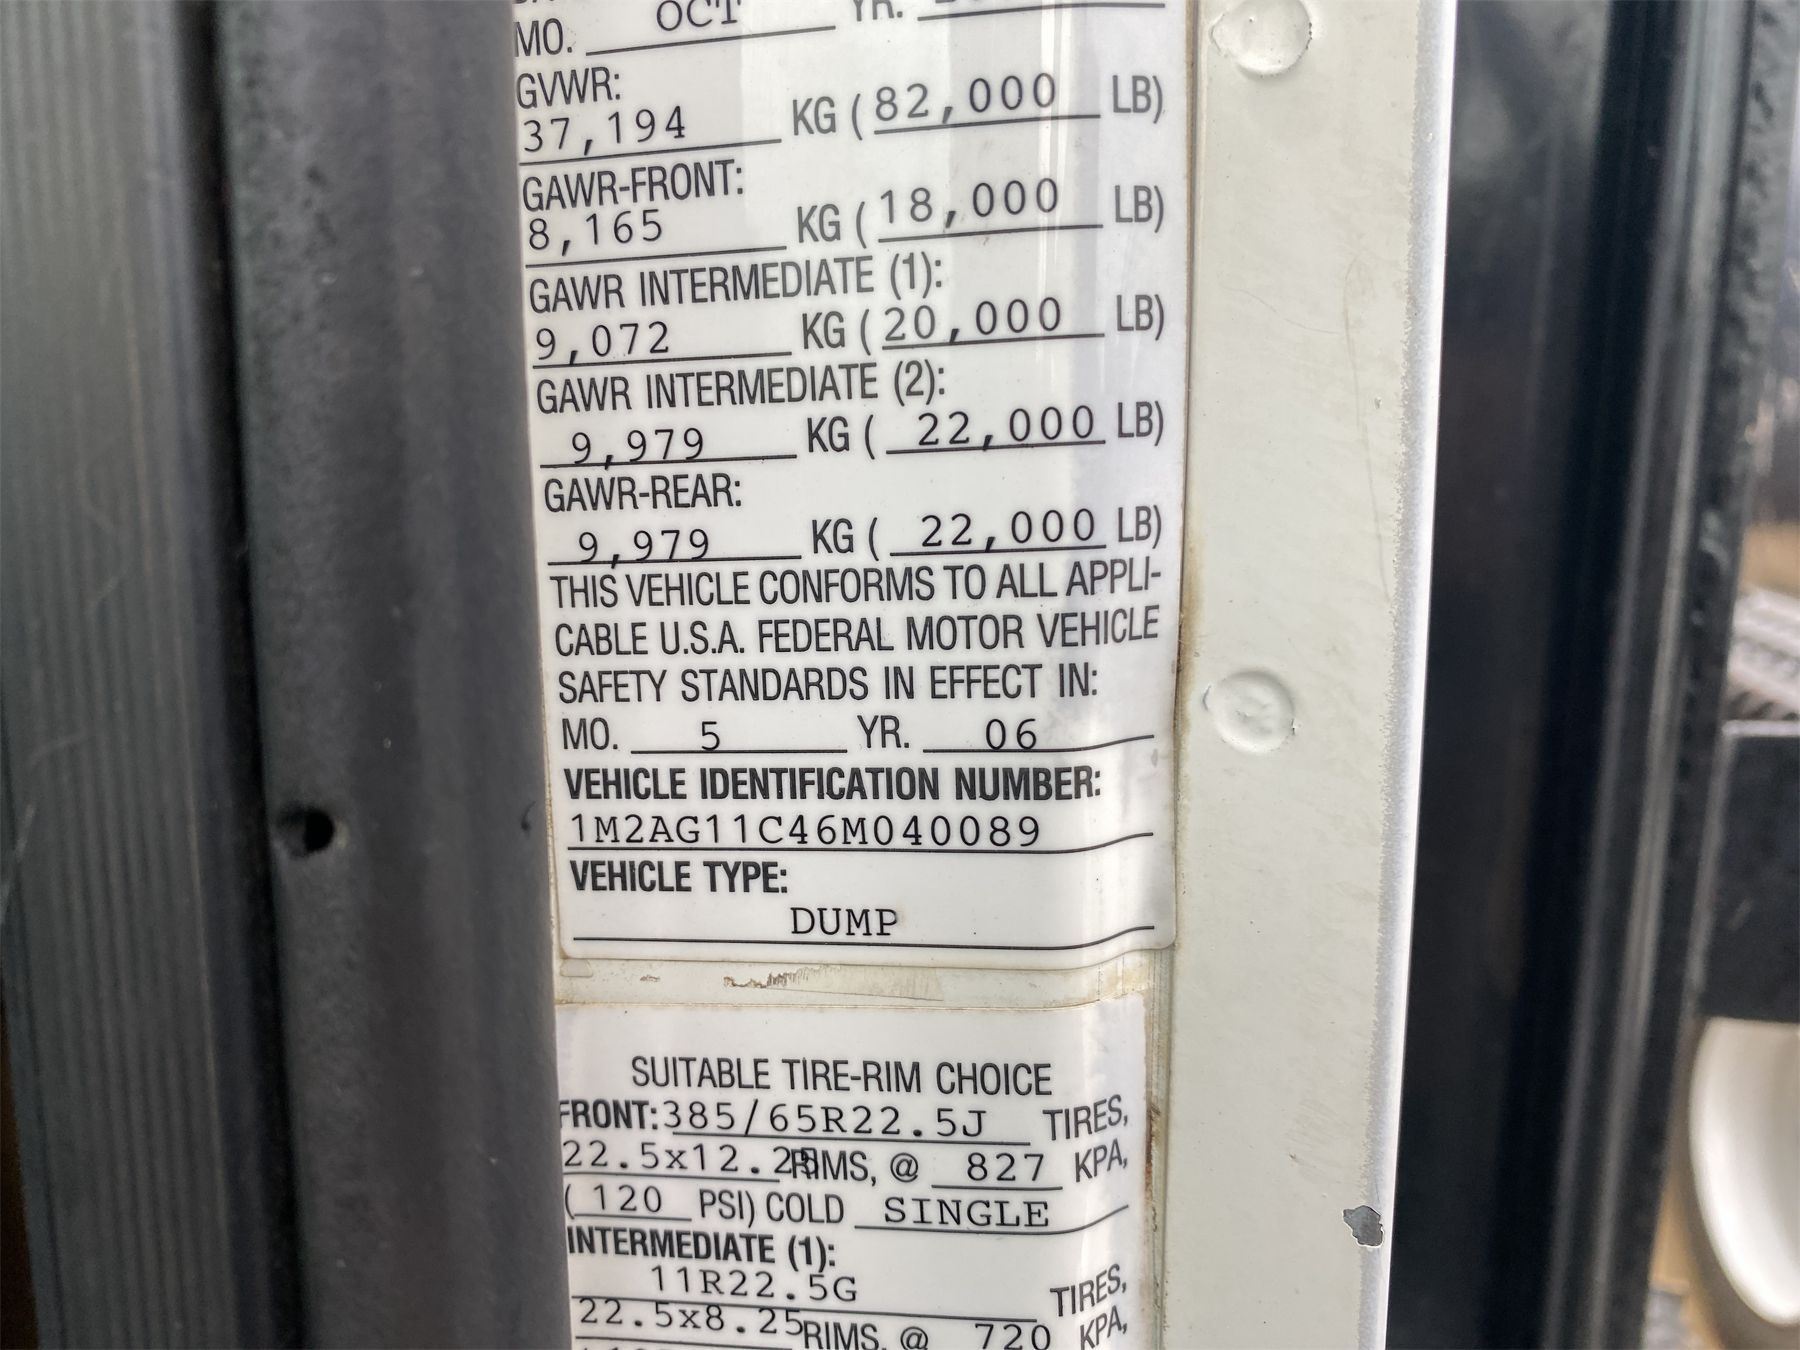 MO. OCT YR.
GVWR:
37,194 KG ( 82,000 LB)
GAWR-FRONT:
8,165 KG ( 18,000 LB)
GAWR INTERMEDIATE (1):
9,072 KG ( 20,000 LB)
GAWR INTERMEDIATE (2):
9,979 KG ( 22,000 LB)
GAWR-REAR:
9,979 KG ( 22,000 LB)
THIS VEHICLE CONFORMS TO ALL APPLI-
CABLE U.S.A. FEDERAL MOTOR VEHICLE
SAFETY STANDARDS IN EFFECT IN:
MO. 5 YR. 06
VEHICLE IDENTIFICATION NUMBER:
1M2AG11C46M040089
VEHICLE TYPE:
DUMP
SUITABLE TIRE-RIM CHOICE
FRONT: 385/65R22.5J TIRES,
22.5x12.25 RIMS, @ 827 KPA,
( 120 PSI) COLD SINGLE
INTERMEDIATE (1):
11R22.5G TIRES,
22.5x8.25 RIMS, @ 720 KPA,